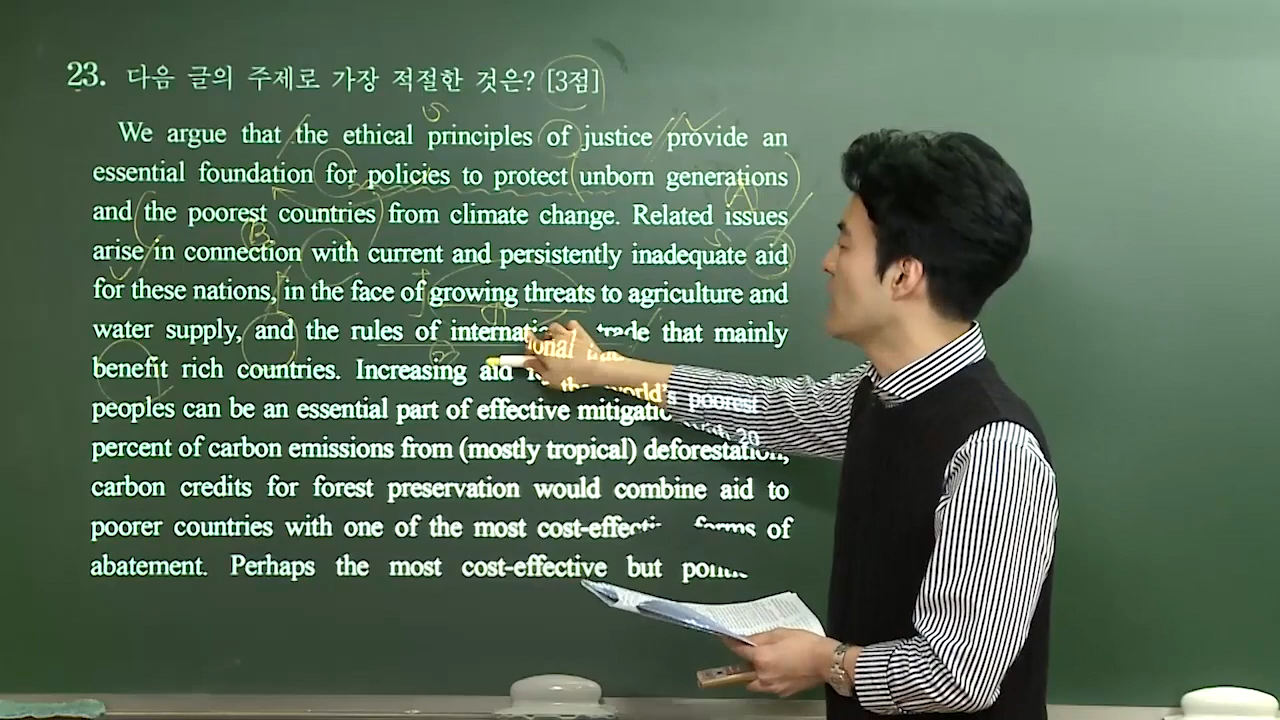 23. 다음 글의 주제로 가장 적절한 것은? [3점]
We argue that the ethical principles of justice provide an
essential foundation for policies to protect unborn generations
and the poorest countries from climate change. Related issues
arise in connection with current and persistently inadequate aid
for these nations, in the face of growing threats to agriculture and
water supply, and the rules of international trade that mainly
benefit rich countries. Increasing aid the world's poorest
peoples can be an essential part of effective
percent of carbon emissions from (mostly tropical) deforestation,
carbon credits for forest preservation would combine aid to
poorer countries with one of the most forms of
abatement. Perhaps the most cost-effective but
S
A
B
S